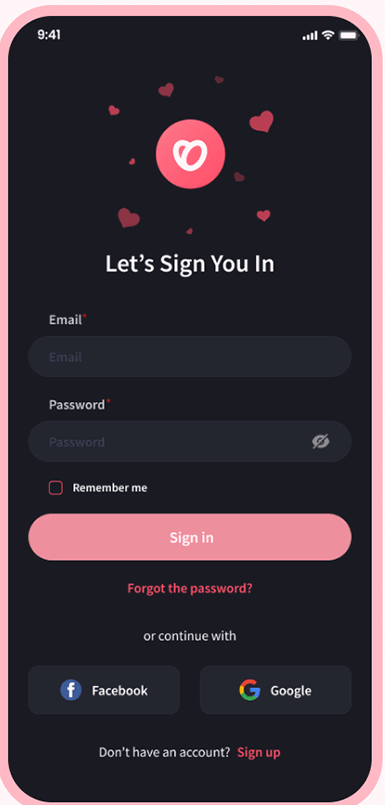 9:41
Let’s Sign You In
Email*
Email
Password*
Password
Remember me
Sign in
Forgot the password?
or continue with
Facebook
Google
Don’t have an account? Sign up